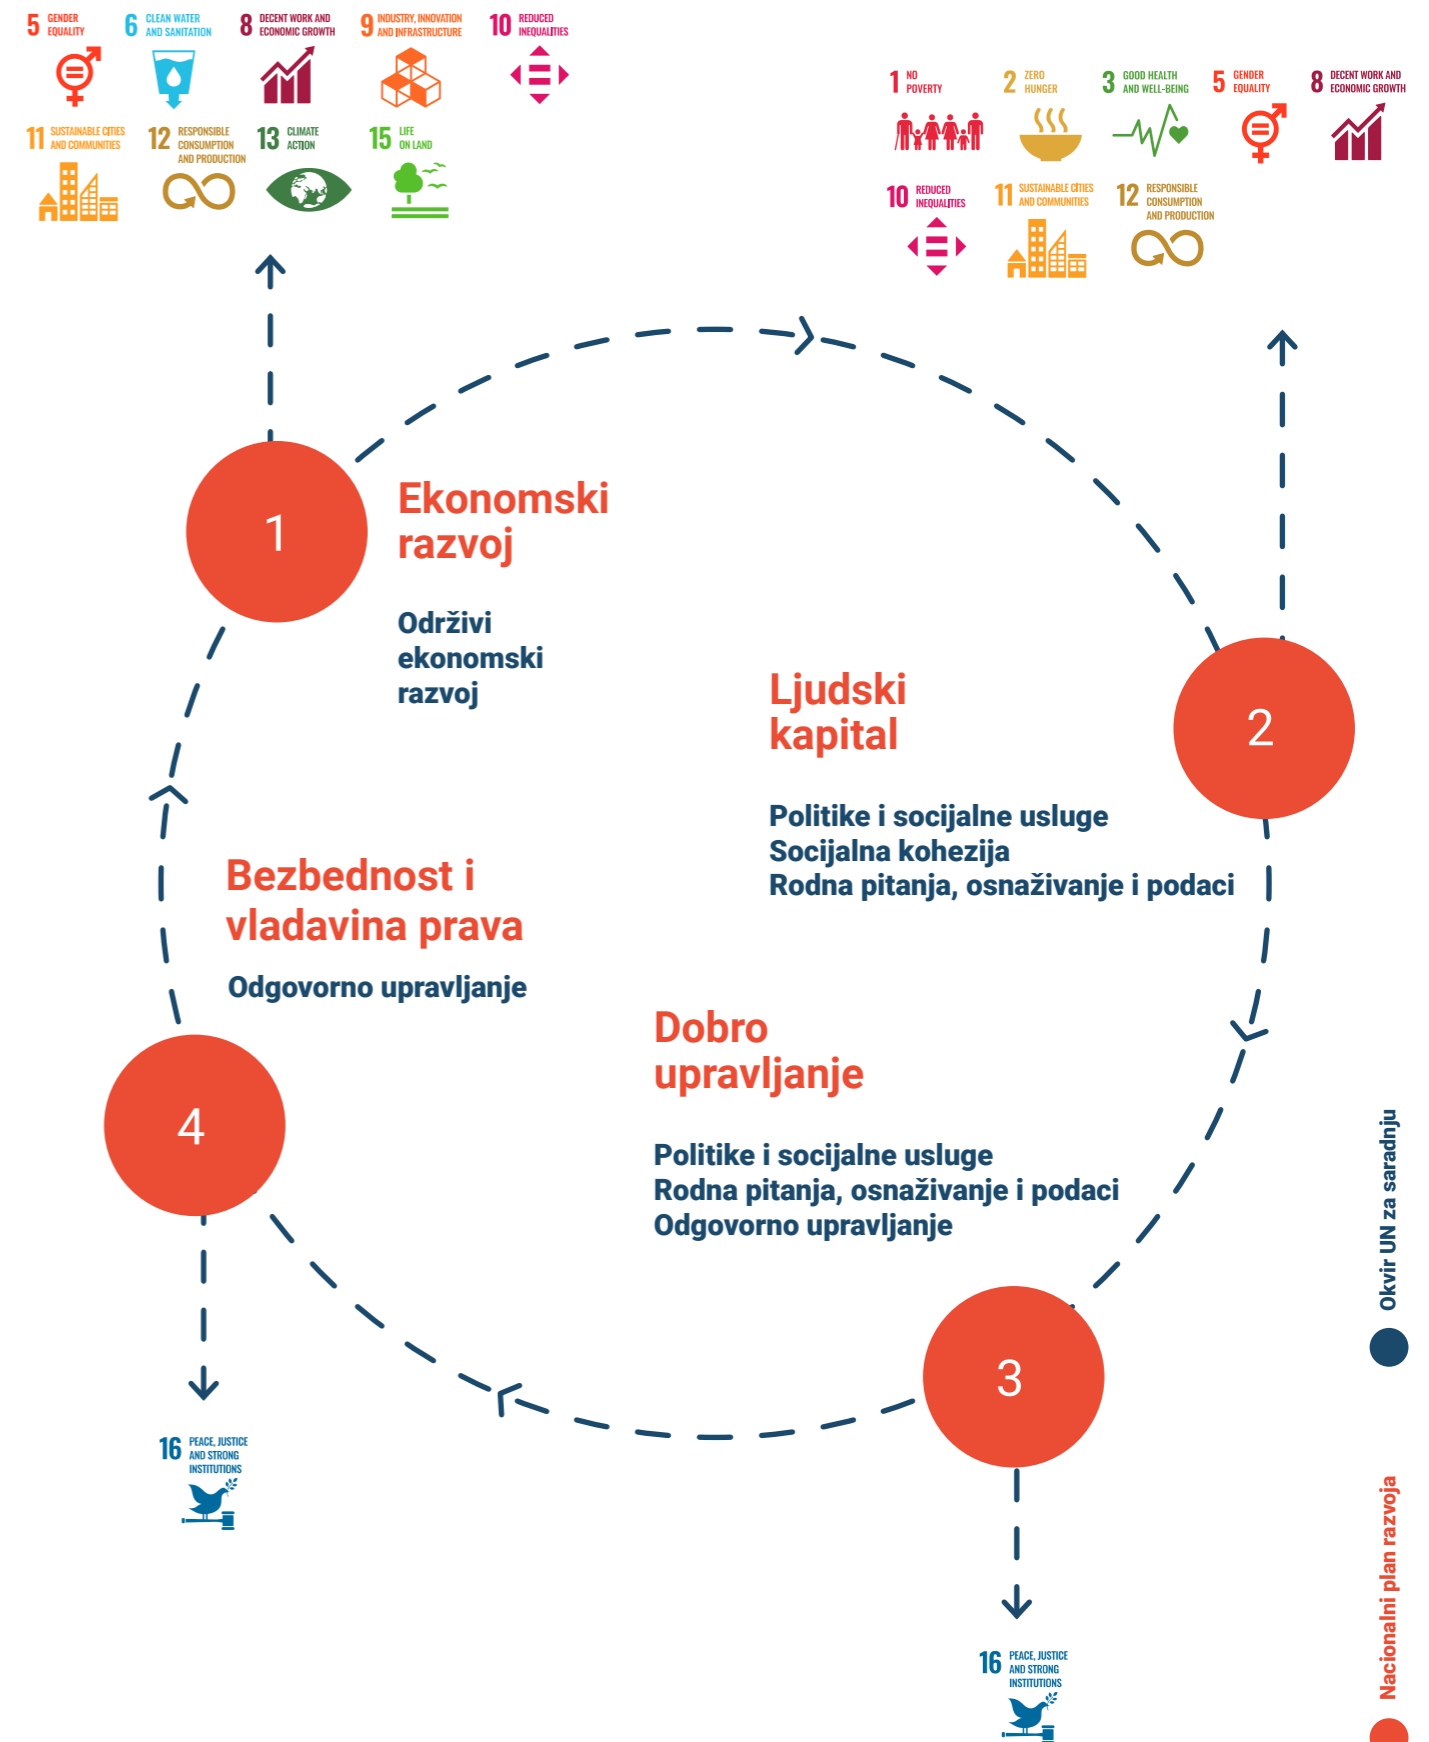 5 GENDER
EQUALITY
6 CLEAN WATER
AND SANITATION
8 DECENT WORK AND
ECONOMIC GROWTH
9 INDUSTRY, INNOVATION
AND INFRASTRUCTURE
10 REDUCED
INEQUALITIES
11 SUSTAINABLE CITIES
AND COMMUNITIES
12 RESPONSIBLE
CONSUMPTION
AND PRODUCTION
13 CLIMATE
ACTION
15 LIFE
ON LAND
1 NO
POVERTY
2 ZERO
HUNGER
3 GOOD HEALTH
AND WELL-BEING
5 GENDER
EQUALITY
8 DECENT WORK AND
ECONOMIC GROWTH
10 REDUCED
INEQUALITIES
11 SUSTAINABLE CITIES
AND COMMUNITIES
12 RESPONSIBLE
CONSUMPTION
AND PRODUCTION
1
Ekonomski
razvoj
Održivi
ekonomski
razvoj
2
Ljudski
kapital
Politike i socijalne usluge
Socijalna kohezija
Rodna pitanja, osnaživanje i podaci
Bezbednost i
vladavina prava
Odgovorno upravljanje
4
Dobro
upravljanje
Politike i socijalne usluge
Rodna pitanja, osnaživanje i podaci
Odgovorno upravljanje
3
16 PEACE, JUSTICE
AND STRONG
INSTITUTIONS
16 PEACE, JUSTICE
AND STRONG
INSTITUTIONS
Okvir UN za saradnju
Nacionalni plan razvoja